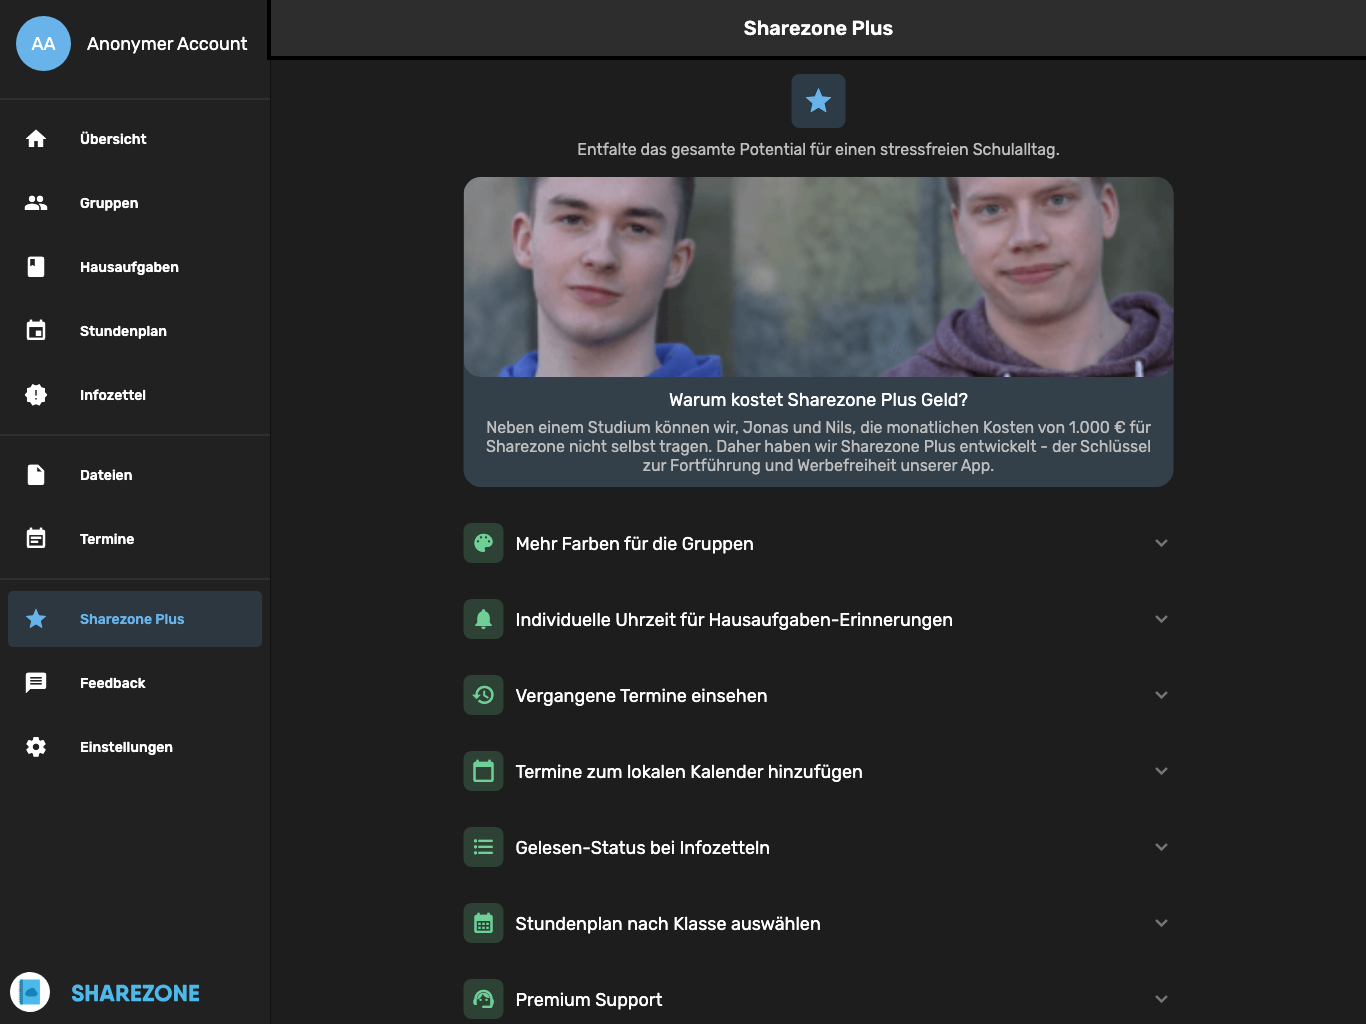 AA
Anonymer Account
Übersicht
Gruppen
Hausaufgaben
Stundenplan
Infozettel
Dateien
Termine
Sharezone Plus
Feedback
Einstellungen
SHAREZONE
Sharezone Plus
Entfalte das gesamte Potential für einen stressfreien Schulalltag.
Warum kostet Sharezone Plus Geld?
Neben einem Studium können wir, Jonas und Nils, die monatlichen Kosten von 1.000 € für
Sharezone nicht selbst tragen. Daher haben wir Sharezone Plus entwickelt - der Schlüssel
zur Fortführung und Werbefreiheit unserer App.
Mehr Farben für die Gruppen
Individuelle Uhrzeit für Hausaufgaben-Erinnerungen
Vergangene Termine einsehen
Termine zum lokalen Kalender hinzufügen
Gelesen-Status bei Infozetteln
Stundenplan nach Klasse auswählen
Premium Support